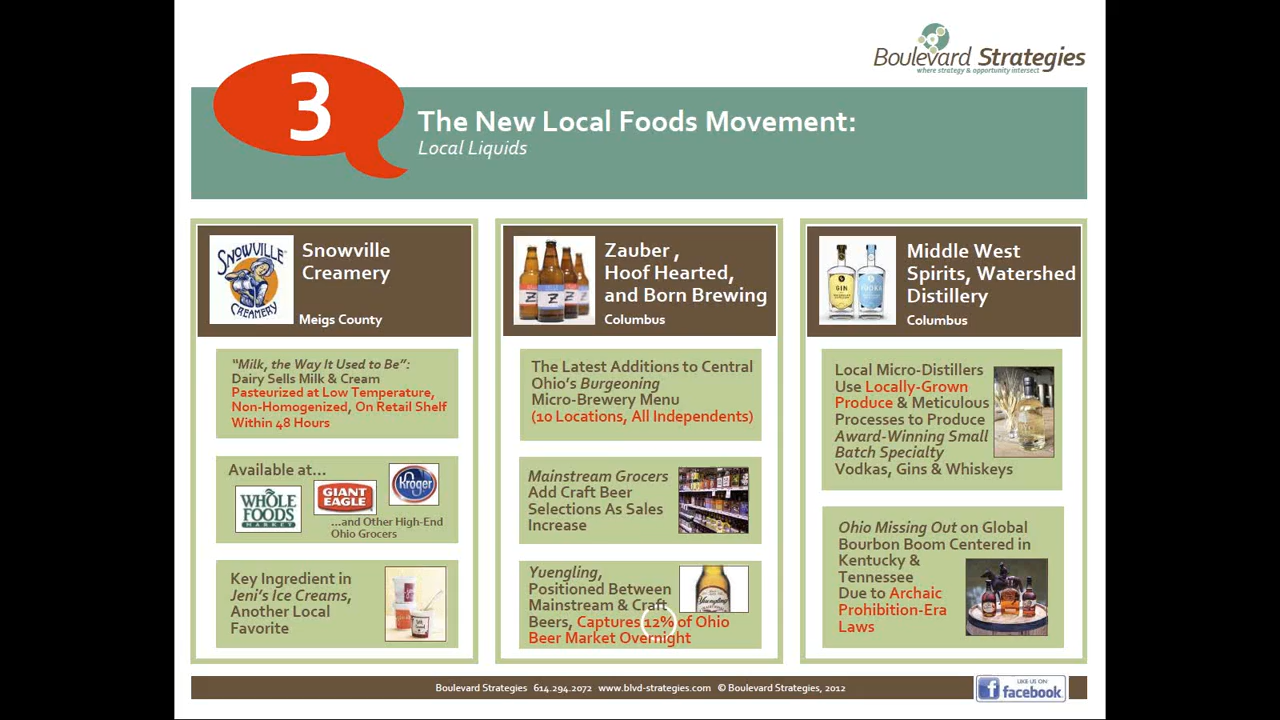 Boulevard Strategies
where strategy & opportunity intersect
3
The New Local Foods Movement:
Local Liquids
SNOWVILLE
CREAMERY
Snowville
Creamery
Meigs County
"Milk, the Way It Used to Be":
Dairy Sells Milk & Cream
Pasteurized at Low Temperature,
Non-Homogenized, On Retail Shelf
Within 48 Hours
Available at...
WHOLE
FOODS
MARKET
GIANT
EAGLE
Kroger
...and Other High-End
Ohio Grocers
Key Ingredient in
Jeni's Ice Creams,
Another Local
Favorite
Z
Zauber ,
Hoof Hearted,
and Born Brewing
Columbus
The Latest Additions to Central
Ohio's Burgeoning
Micro-Brewery Menu
(10 Locations, All Independents)
Mainstream Grocers
Add Craft Beer
Selections As Sales
Increase
Yuengling,
Positioned Between
Mainstream & Craft
Beers, Captures 12% of Ohio
Beer Market Overnight
Yuengling
GIN
VODKA
Middle West
Spirits, Watershed
Distillery
Columbus
Local Micro-Distillers
Use Locally-Grown
Produce & Meticulous
Processes to Produce
Award-Winning Small
Batch Specialty
Vodkas, Gins & Whiskeys
Ohio Missing Out on Global
Bourbon Boom Centered in
Kentucky &
Tennessee
Due to Archaic
Prohibition-Era
Laws
Boulevard Strategies 614.294.2072 www.blvd-strategies.com © Boulevard Strategies, 2012
LIKE US ON
f facebook